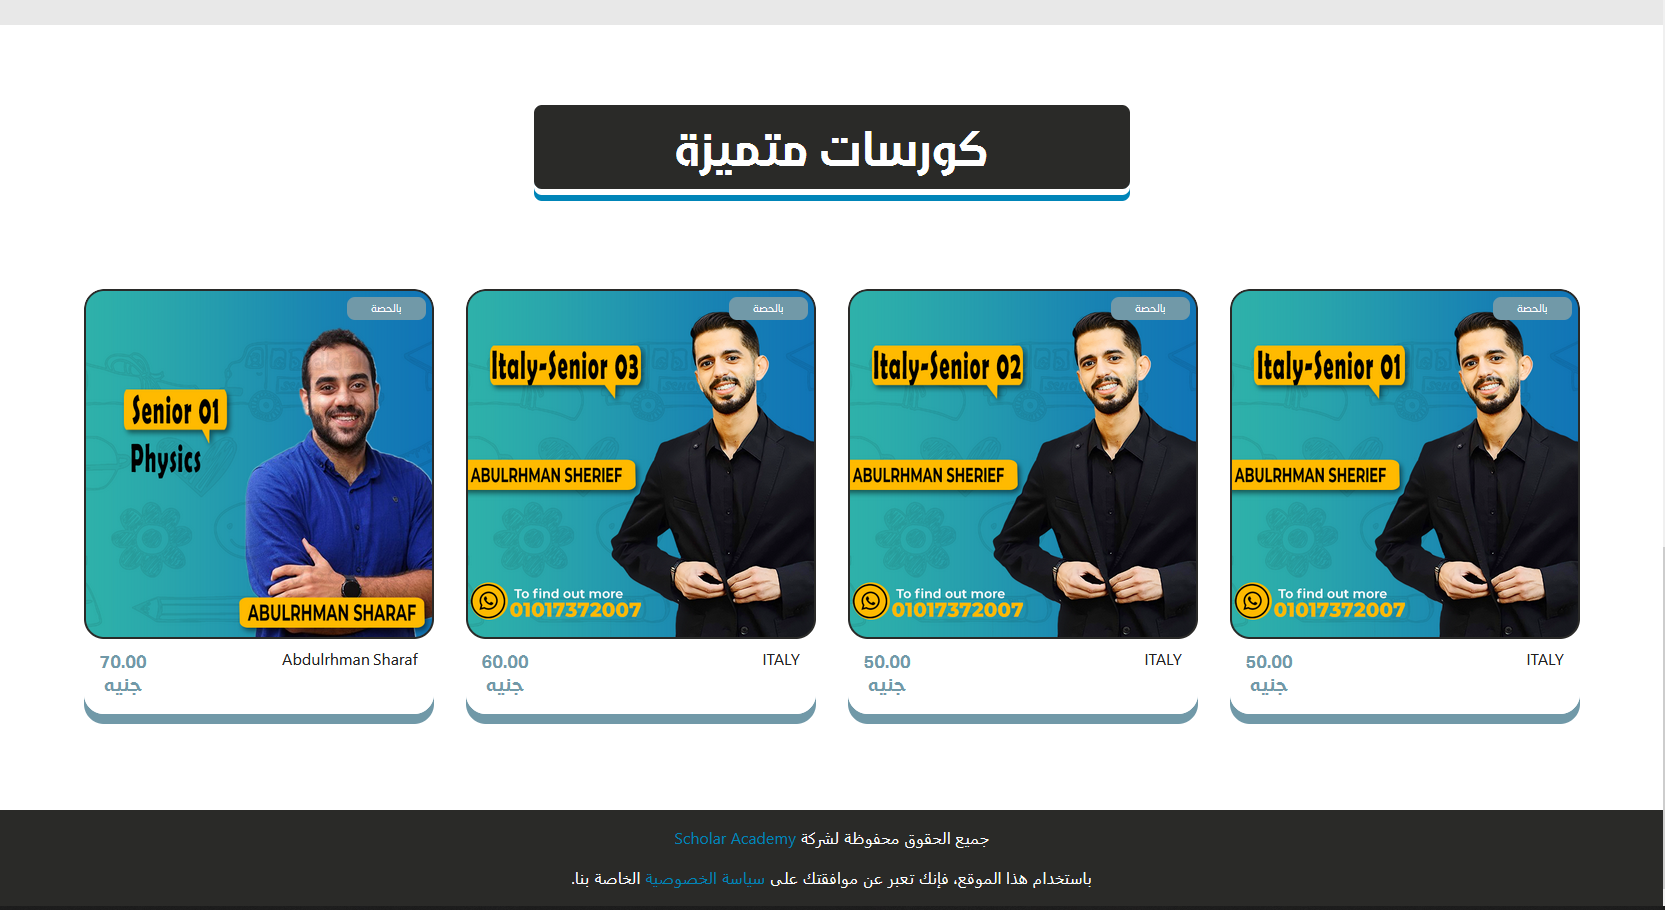 كورسات متميزة
بالحصة
Italy-Senior 01
ABULRHMAN SHERIEF
To find out more
01017372007
ITALY
50.00
جنيه
بالحصة
Italy-Senior 02
ABULRHMAN SHERIEF
To find out more
01017372007
ITALY
50.00
جنيه
بالحصة
Italy-Senior 03
ABULRHMAN SHERIEF
To find out more
01017372007
ITALY
60.00
جنيه
بالحصة
Senior 01
Physics
ABULRHMAN SHARAF
Abdulrhman Sharaf
70.00
جنيه
جميع الحقوق محفوظة لشركة Scholar Academy
باستخدام هذا الموقع، فإنك تعبر عن موافقتك على سياسة الخصوصية الخاصة بنا.